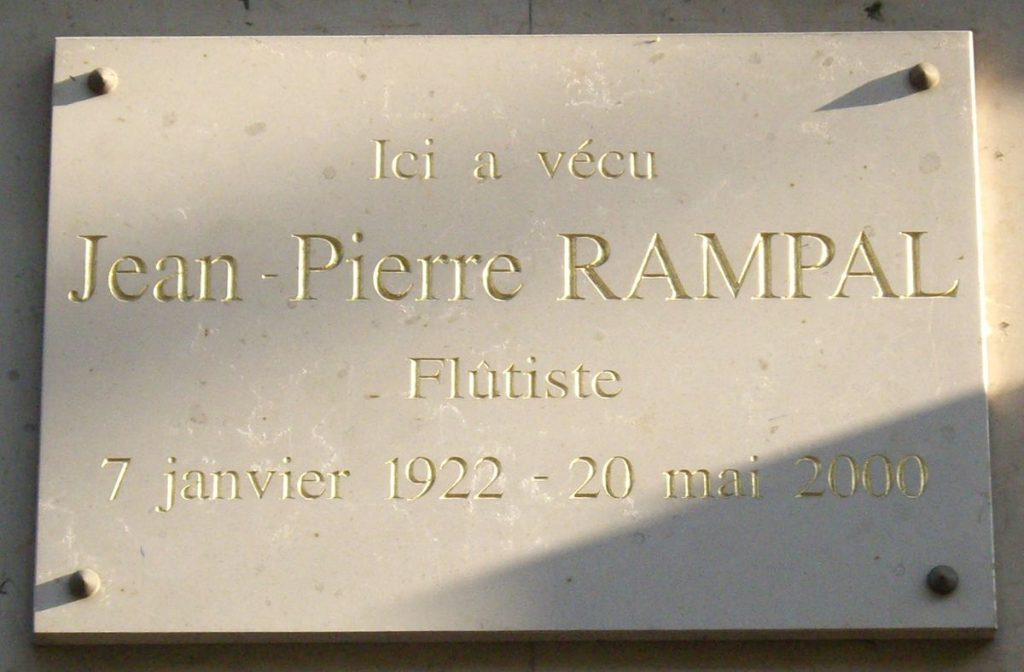 Ici a vécu
Jean-Pierre RAMPAL
Flûtiste
7 janvier 1922 - 20 mai 2000